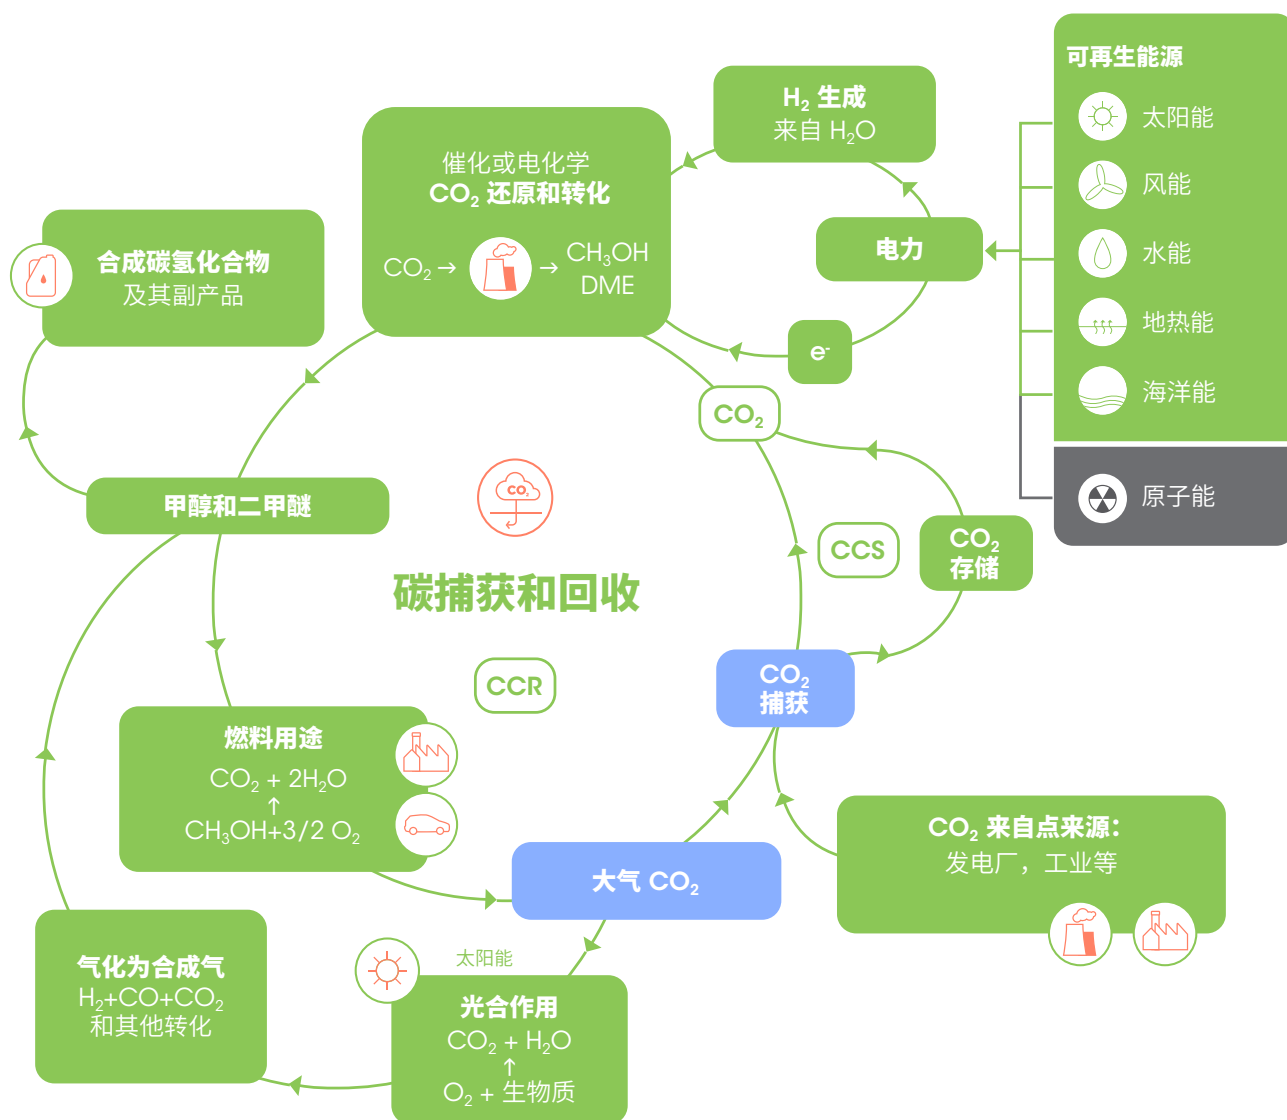 可再生能源
太阳能
风能
水能
地热能
海洋能
原子能
H₂ 生成
来自 H₂O
电力
e⁻
催化或电化学
CO₂ 还原和转化
CO₂ → → CH₃OH
DME
合成碳氢化合物
及其副产品
甲醇和二甲醚
CO₂
CO₂
CCS
CO₂
存储
碳捕获和回收
CCR
CO₂
捕获
燃料用途
CO₂ + 2H₂O
↑
CH₃OH+3/2 O₂
CO₂ 来自点来源：
发电厂，工业等
大气 CO₂
气化为合成气
H₂+CO+CO₂
和其他转化
太阳能
光合作用
CO₂ + H₂O
↑
O₂ + 生物质